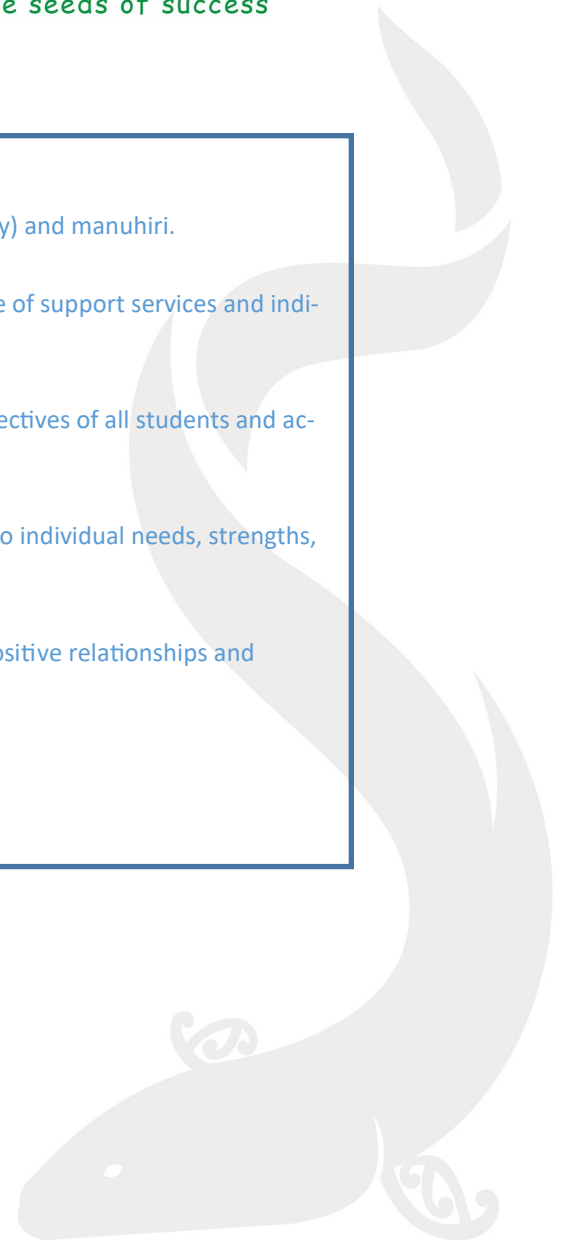 e seeds of success
y) and manuhiri.
e of support services and indi-
ectives of all students and ac-
o individual needs, strengths,
ositive relationships and